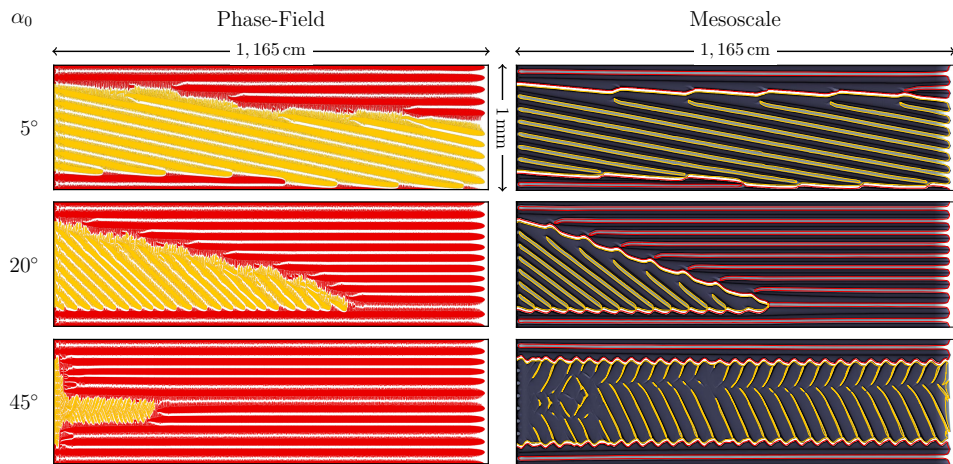 α₀ Phase-Field Mesoscale
1, 165 cm 1, 165 cm
5°
1 mm
20°
45°